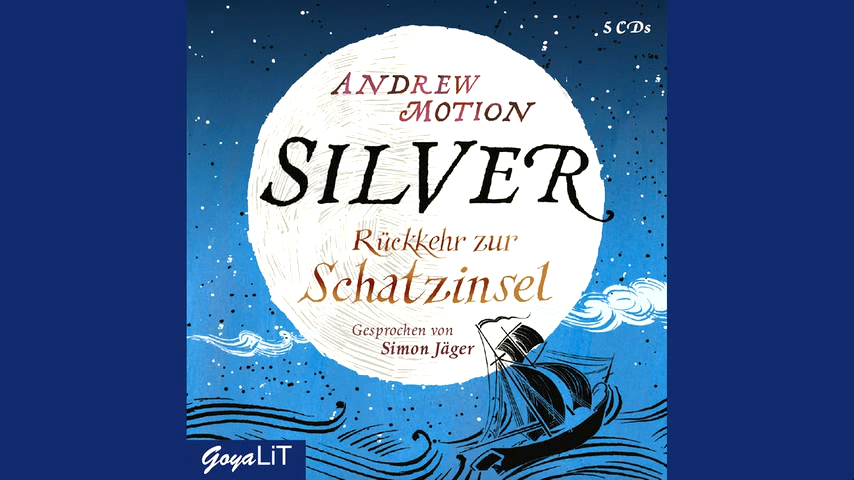 5 CDs
ANDREW
MOTION
SILVER
Rückkehr zur
Schatzinsel
Gesprochen von
Simon Jäger
GoyaLiT